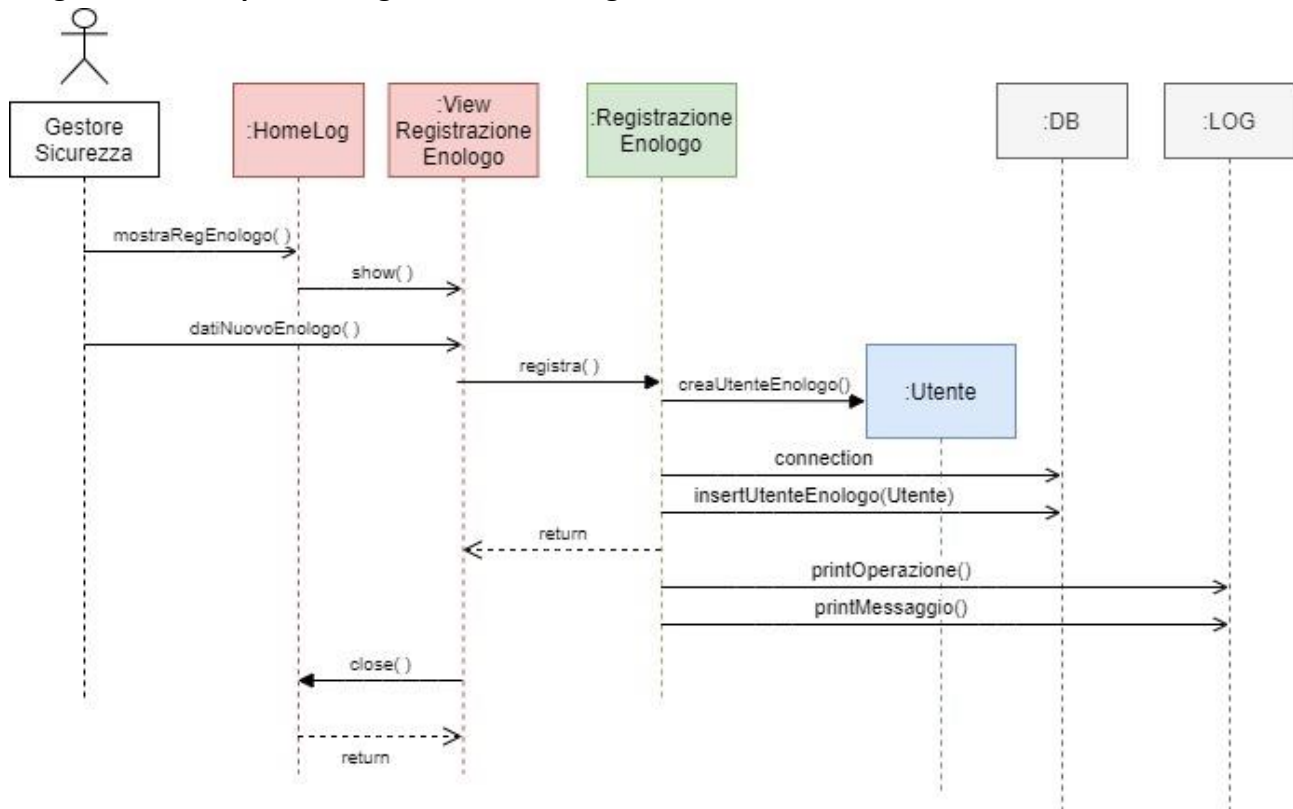 Gestore
Sicurezza
:HomeLog
:View
Registrazione
Enologo
:Registrazione
Enologo
:DB
:LOG
mostraRegEnologo( )
show( )
datiNuovoEnologo( )
registra( )
creaUtenteEnologo()
:Utente
connection
insertUtenteEnologo(Utente)
return
printOperazione()
printMessaggio()
close( )
return